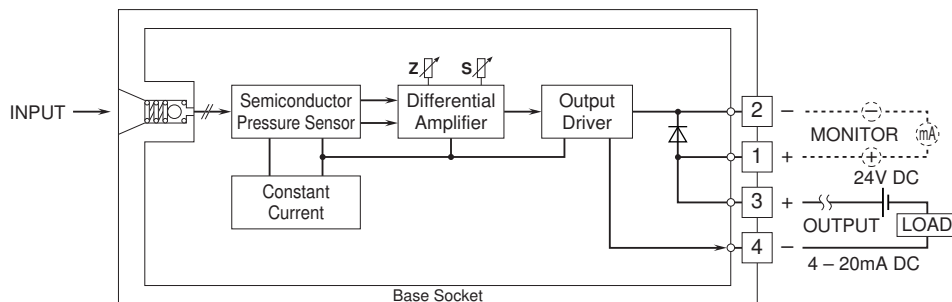 Z
S
INPUT
Semiconductor
Pressure Sensor
Differential
Amplifier
Output
Driver
Constant
Current
2
1
3
4
–
+
+
–
MONITOR
–
+
mA
24V DC
OUTPUT
LOAD
4 – 20mA DC
Base Socket